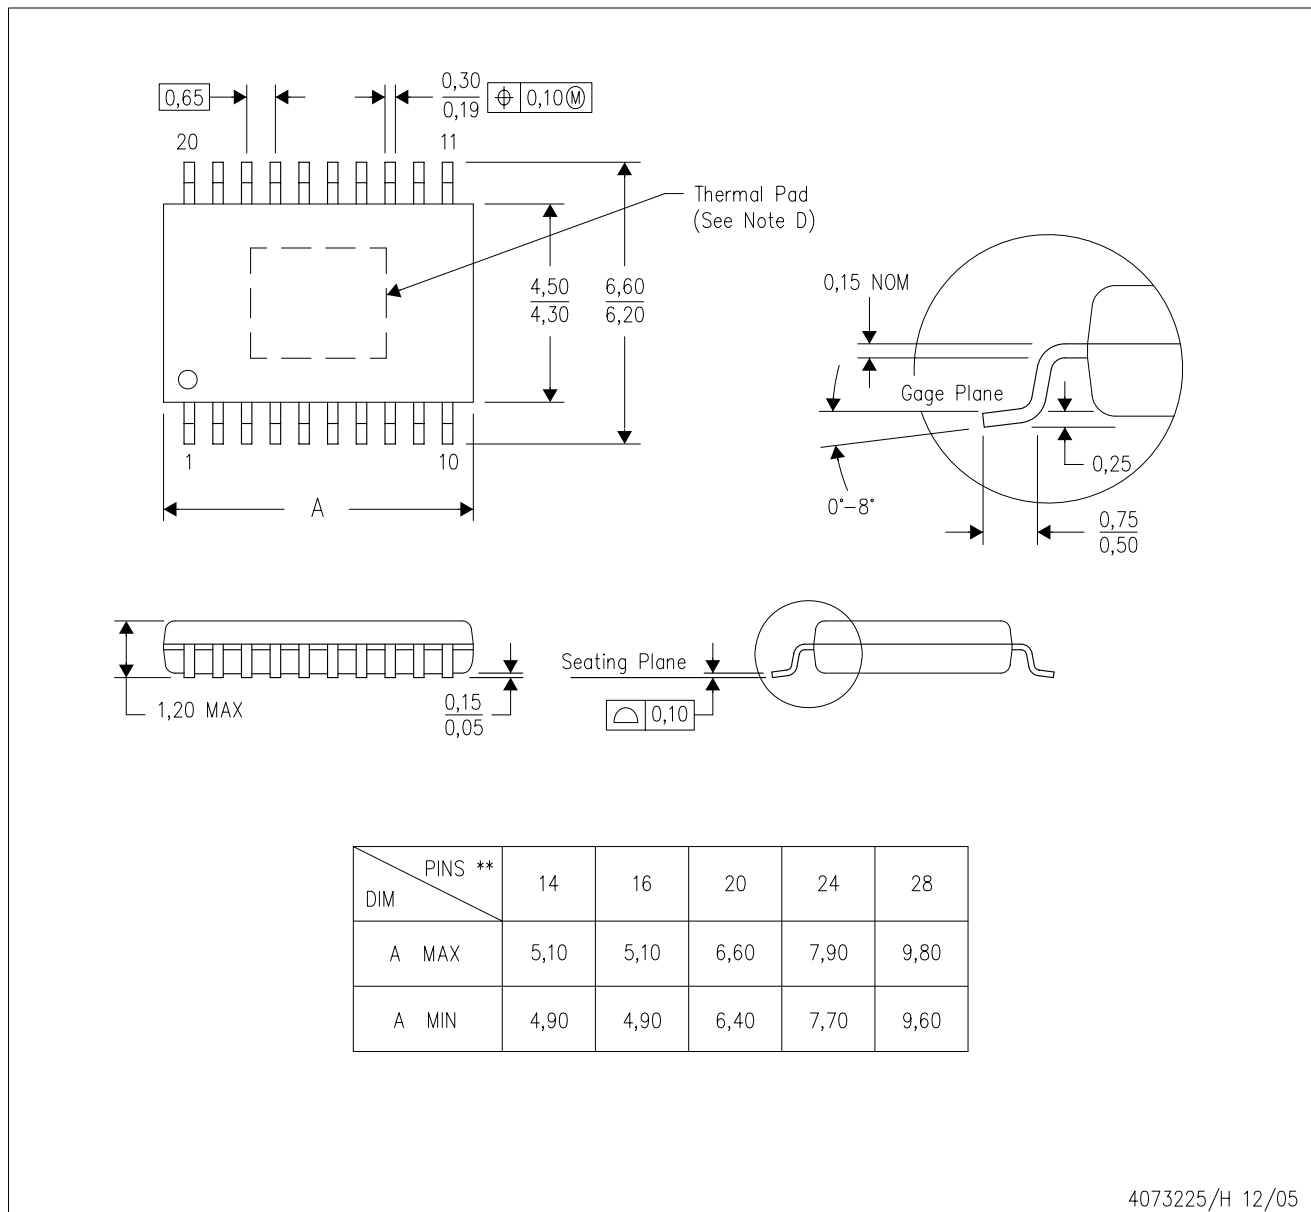 0,65
0,30
0,19
⌖ 0,10 Ⓜ
20 11
Thermal Pad
(See Note D)
4,50
4,30
6,60
6,20
1 10
A
0,15 NOM
Gage Plane
0,25
0°–8°
0,75
0,50
1,20 MAX
0,15
0,05
Seating Plane
⌓ 0,10
PINS **
DIM
14 16 20 24 28
A MAX 5,10 5,10 6,60 7,90 9,80
A MIN 4,90 4,90 6,40 7,70 9,60
4073225/H 12/05